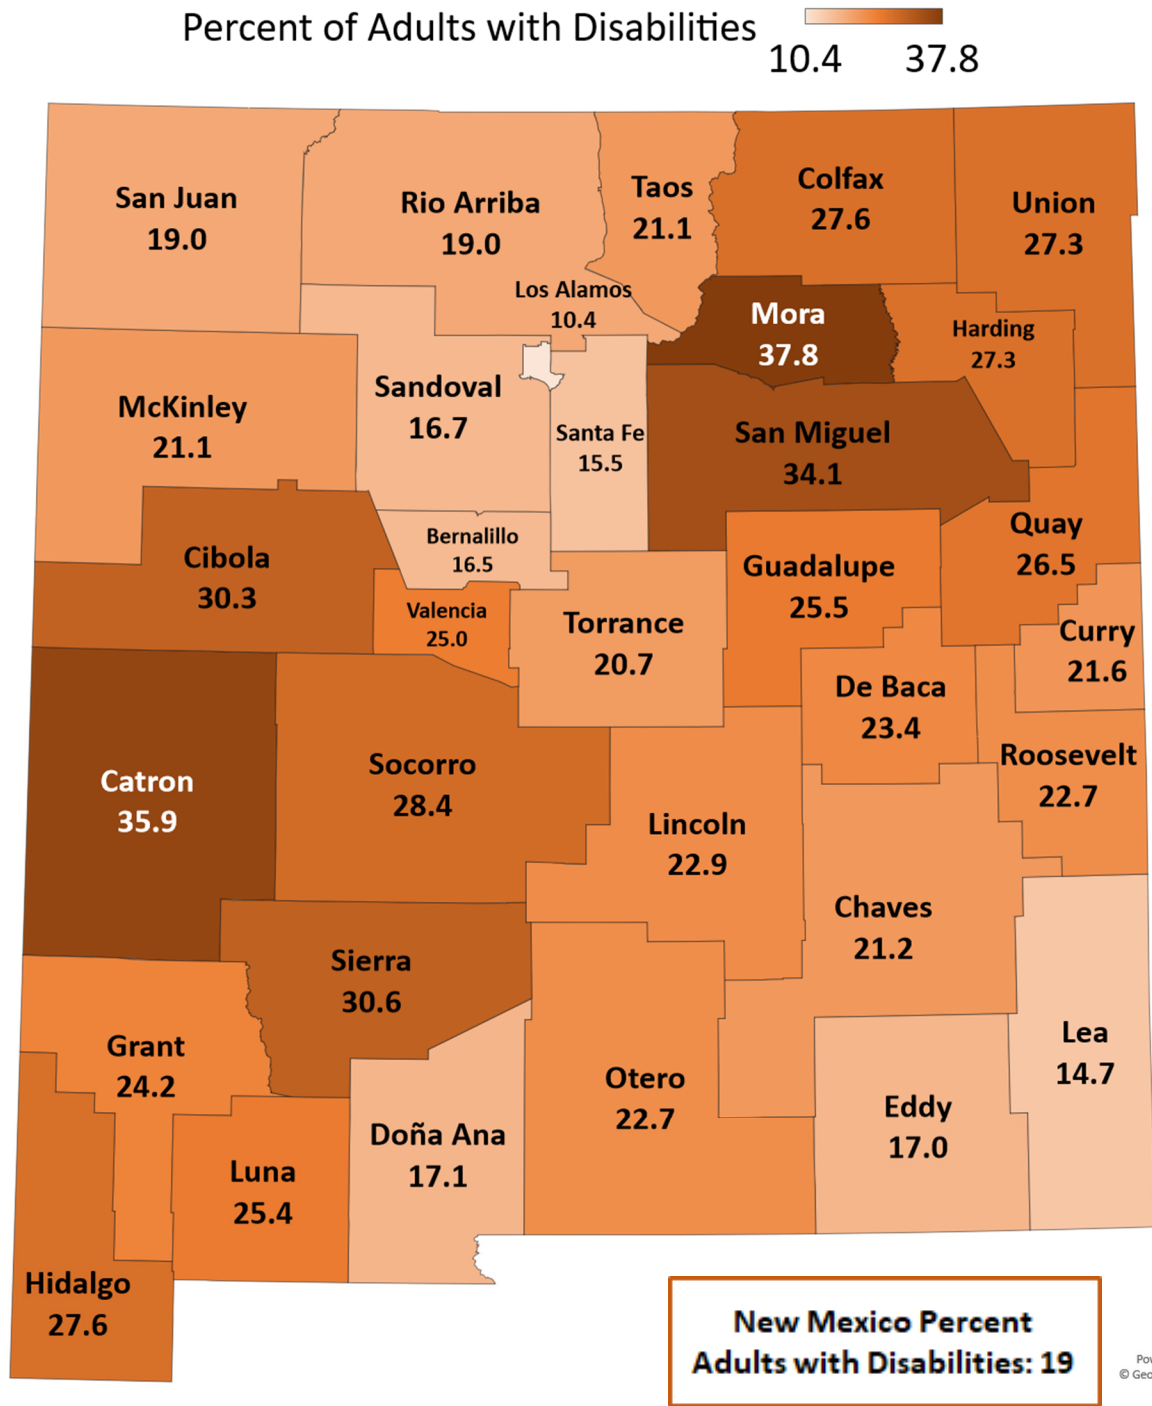 Percent of Adults with Disabilities
10.4 37.8
San Juan
19.0
Rio Arriba
19.0
Taos
21.1
Colfax
27.6
Union
27.3
Los Alamos
10.4
Mora
37.8
Harding
27.3
McKinley
21.1
Sandoval
16.7
Santa Fe
15.5
San Miguel
34.1
Quay
26.5
Cibola
30.3
Bernalillo
16.5
Guadalupe
25.5
Valencia
25.0
Torrance
20.7
Curry
21.6
De Baca
23.4
Catron
35.9
Socorro
28.4
Roosevelt
22.7
Lincoln
22.9
Chaves
21.2
Sierra
30.6
Grant
24.2
Lea
14.7
Otero
22.7
Eddy
17.0
Doña Ana
17.1
Luna
25.4
Hidalgo
27.6
New Mexico Percent
Adults with Disabilities: 19
Pov
© Geo